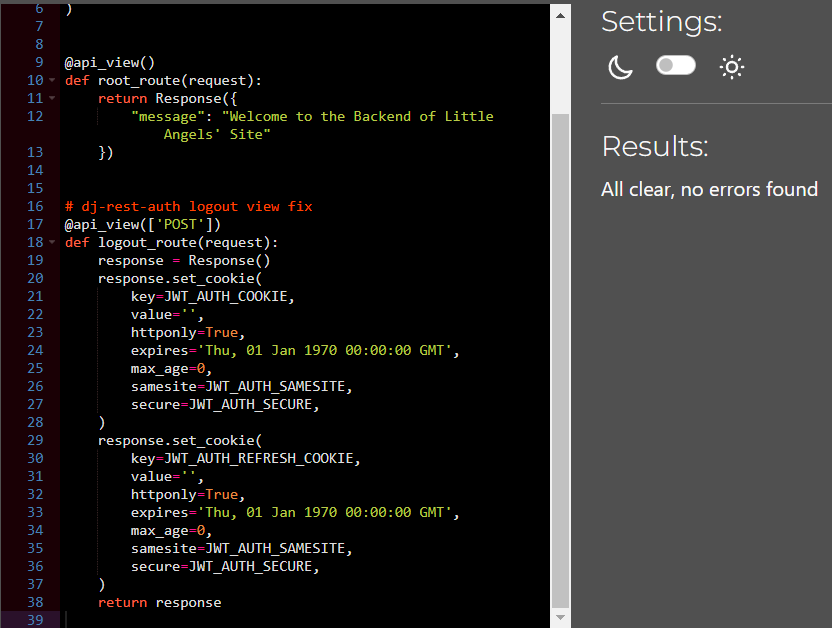 6 )
7
8
9 @api_view()
10 def root_route(request):
11     return Response({
12         "message": "Welcome to the Backend of Little
            Angels' Site"
13     })
14
15
16 # dj-rest-auth logout view fix
17 @api_view(['POST'])
18 def logout_route(request):
19     response = Response()
20     response.set_cookie(
21         key=JWT_AUTH_COOKIE,
22         value='',
23         httponly=True,
24         expires='Thu, 01 Jan 1970 00:00:00 GMT',
25         max_age=0,
26         samesite=JWT_AUTH_SAMESITE,
27         secure=JWT_AUTH_SECURE,
28     )
29     response.set_cookie(
30         key=JWT_AUTH_REFRESH_COOKIE,
31         value='',
32         httponly=True,
33         expires='Thu, 01 Jan 1970 00:00:00 GMT',
34         max_age=0,
35         samesite=JWT_AUTH_SAMESITE,
36         secure=JWT_AUTH_SECURE,
37     )
38     return response
39
Settings:
Results:
All clear, no errors found